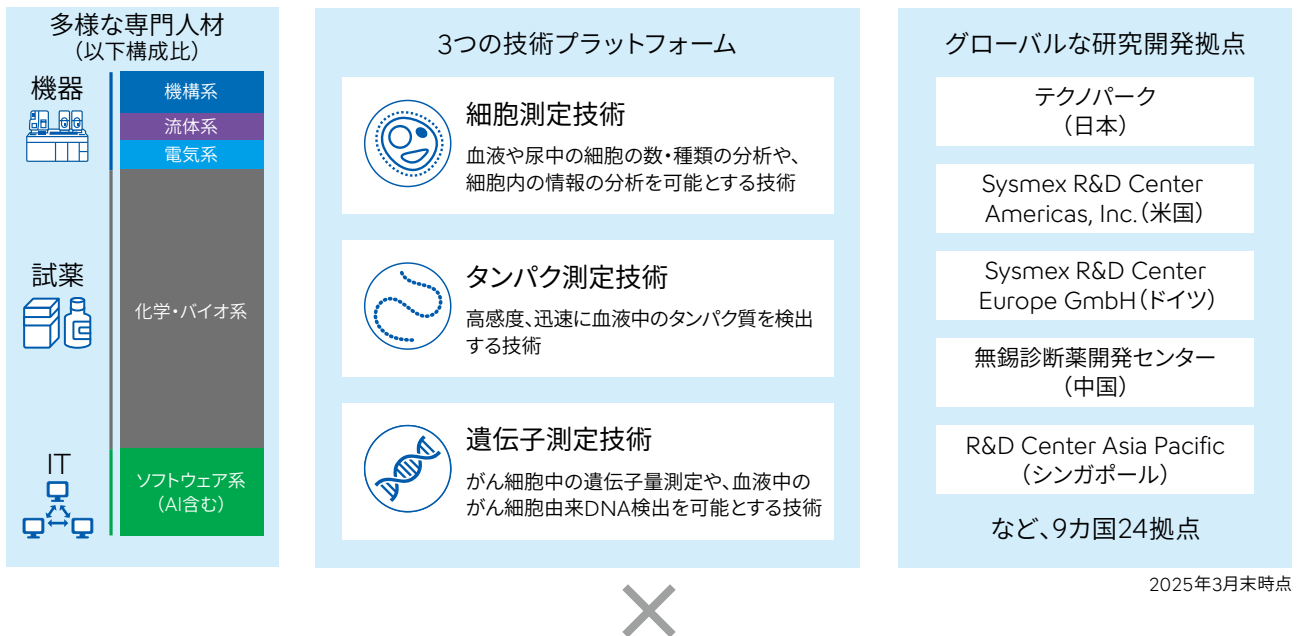 多様な専門人材
（以下構成比）
機器
機構系
流体系
電気系
試薬
化学・バイオ系
IT
ソフトウェア系
（AI含む）
3つの技術プラットフォーム
細胞測定技術
血液や尿中の細胞の数・種類の分析や、
細胞内の情報の分析を可能とする技術
タンパク測定技術
高感度、迅速に血液中のタンパク質を検出
する技術
遺伝子測定技術
がん細胞中の遺伝子量測定や、血液中の
がん細胞由来DNA検出を可能とする技術
グローバルな研究開発拠点
テクノパーク
（日本）
Sysmex R&D Center
Americas, Inc.（米国）
Sysmex R&D Center
Europe GmbH（ドイツ）
無錫診断薬開発センター
（中国）
R&D Center Asia Pacific
（シンガポール）
など、9カ国24拠点
2025年3月末時点